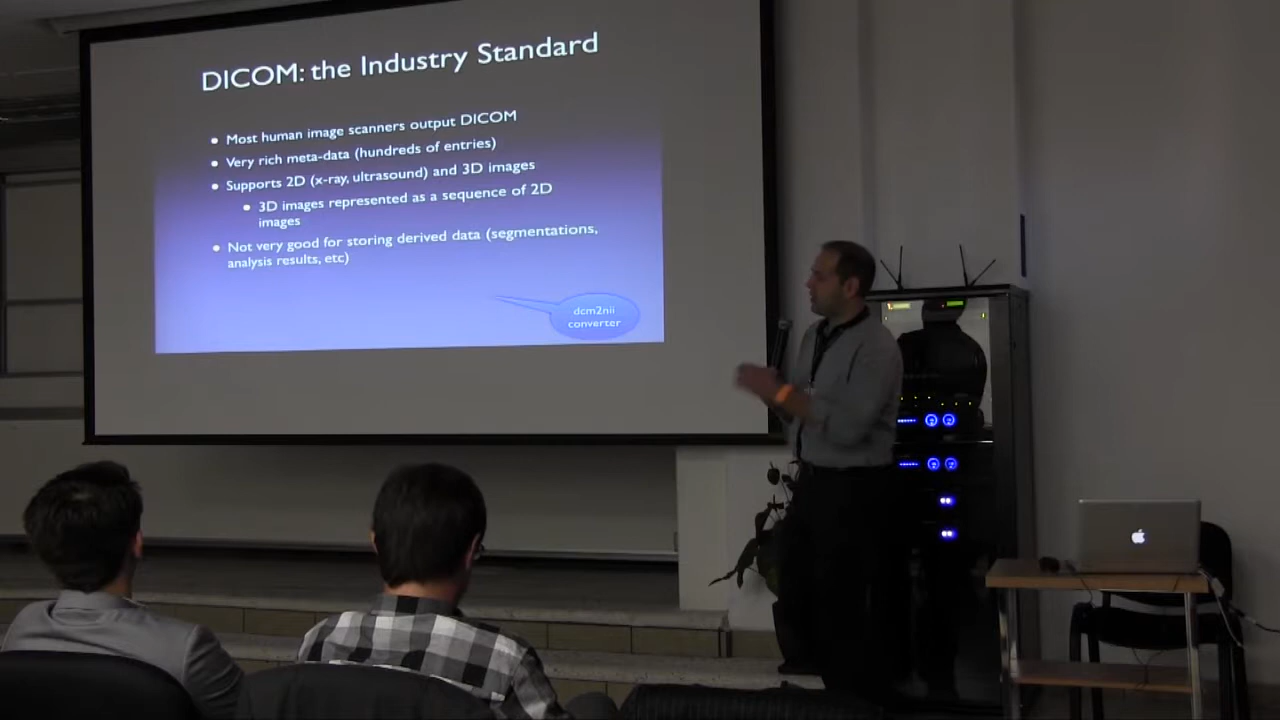 DICOM: the Industry Standard
Most human image scanners output DICOM
Very rich meta-data (hundreds of entries)
Supports 2D (x-ray, ultrasound) and 3D images
3D images represented as a sequence of 2D
images
Not very good for storing derived data (segmentations,
analysis results, etc)
dcm2nii
converter